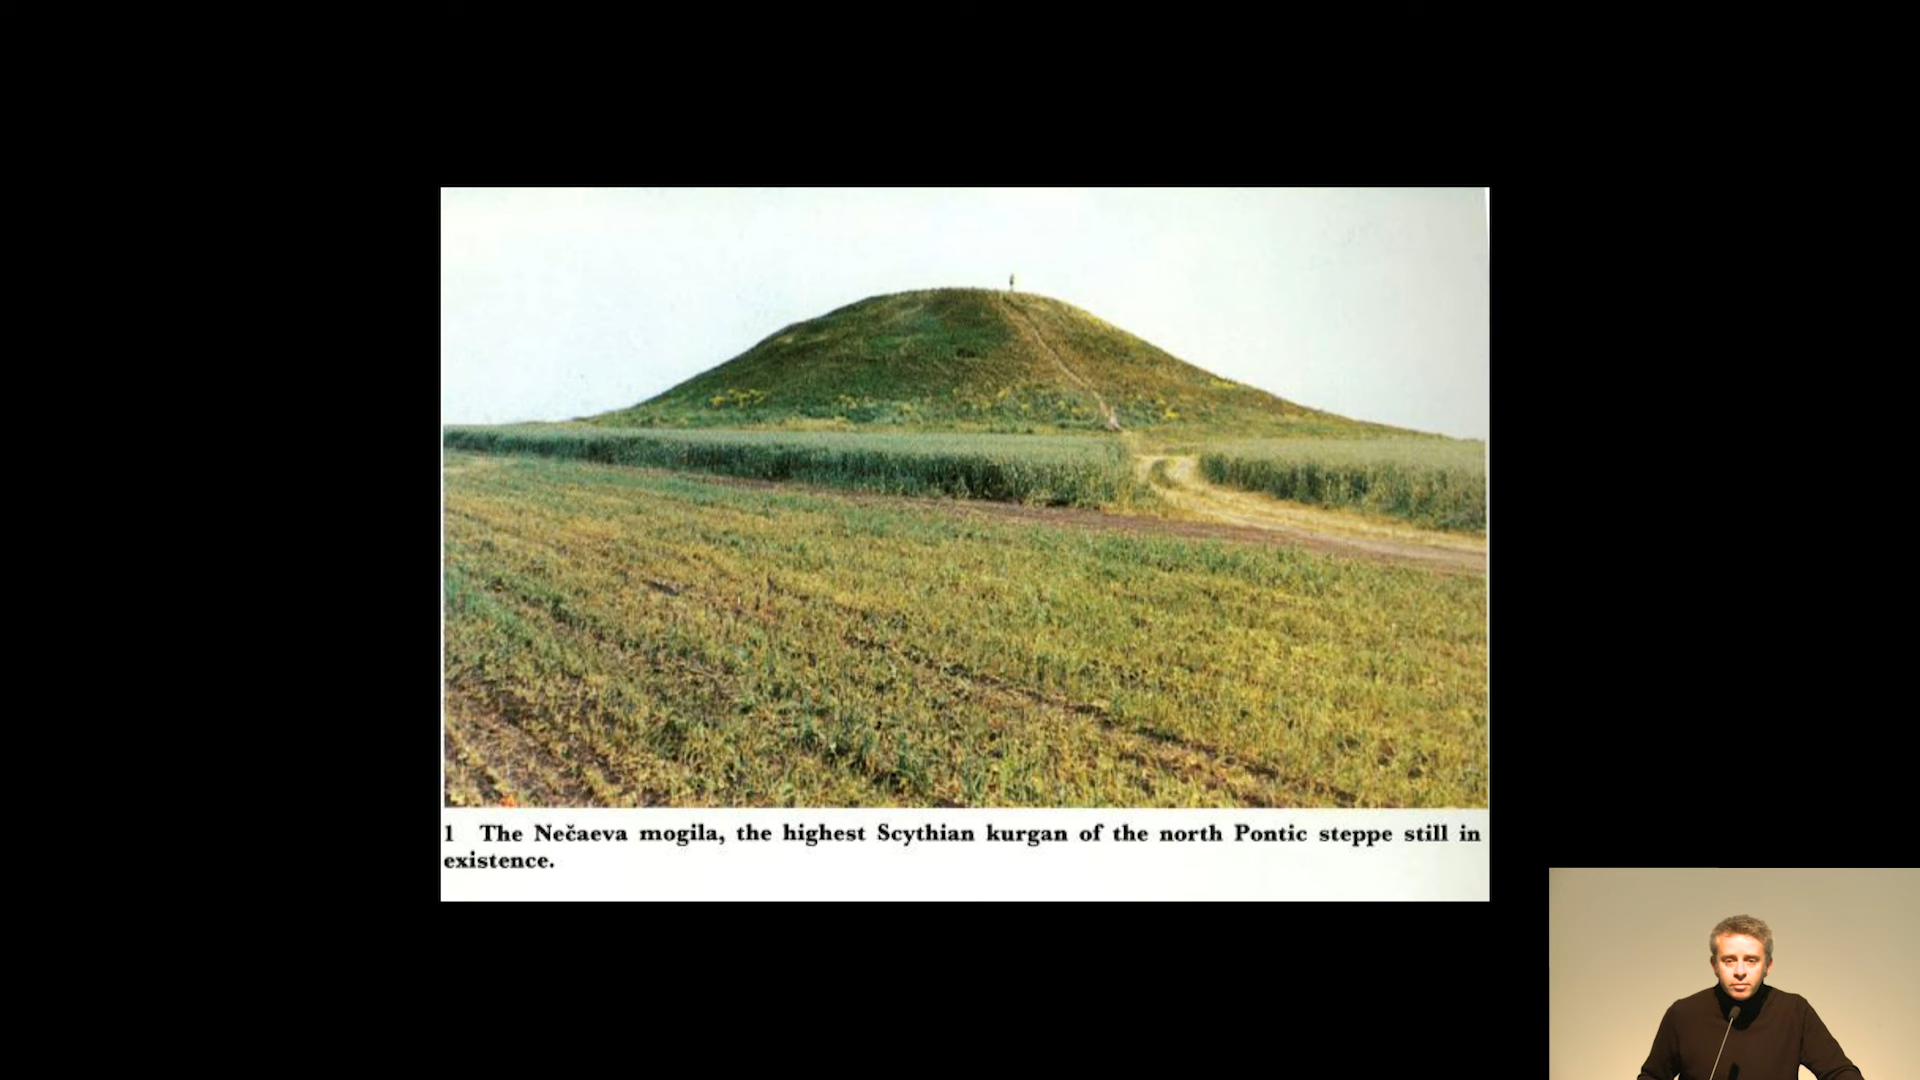 1 The Nečaeva mogila, the highest Scythian kurgan of the north Pontic steppe still in
existence.